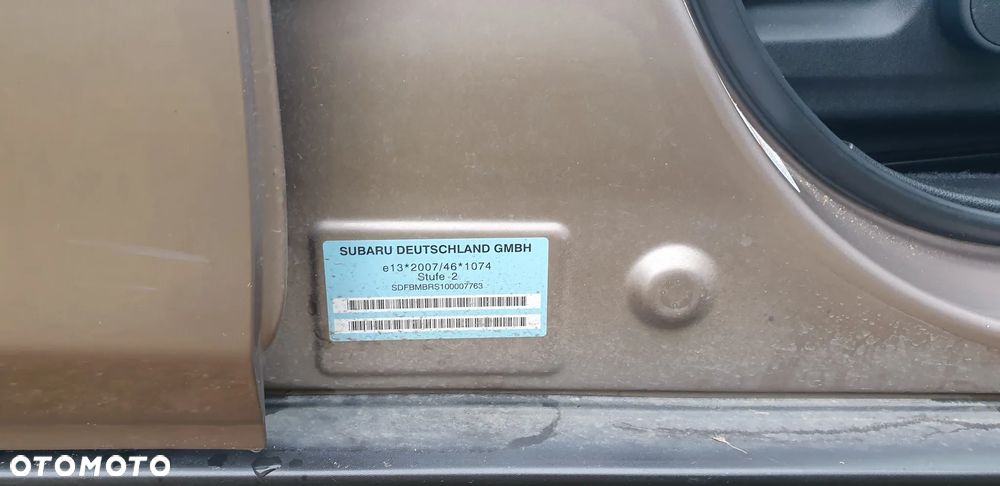 SUBARU DEUTSCHLAND GMBH
e13*2007/46*1074
Stufe -2
SDFBMBRS100007763
OTOMOTO